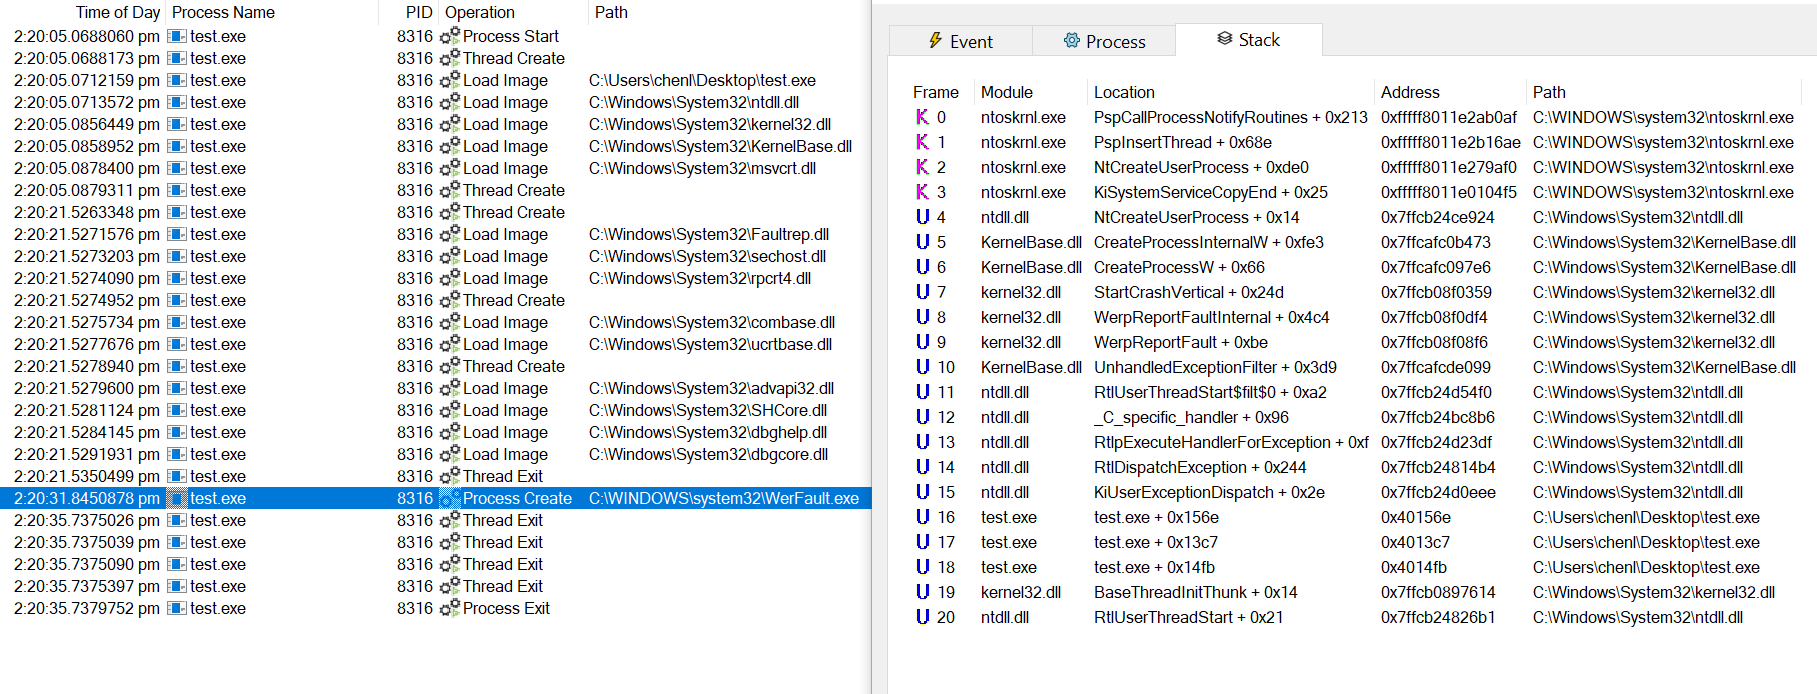 Time of Day Process Name PID Operation Path
2:20:05.0688060 pm test.exe 8316 Process Start
2:20:05.0688173 pm test.exe 8316 Thread Create
2:20:05.0712159 pm test.exe 8316 Load Image C:\Users\chenl\Desktop\test.exe
2:20:05.0713572 pm test.exe 8316 Load Image C:\Windows\System32\ntdll.dll
2:20:05.0856449 pm test.exe 8316 Load Image C:\Windows\System32\kernel32.dll
2:20:05.0858952 pm test.exe 8316 Load Image C:\Windows\System32\KernelBase.dll
2:20:05.0878400 pm test.exe 8316 Load Image C:\Windows\System32\msvcrt.dll
2:20:05.0879311 pm test.exe 8316 Thread Create
2:20:21.5263348 pm test.exe 8316 Thread Create
2:20:21.5271576 pm test.exe 8316 Load Image C:\Windows\System32\Faultrep.dll
2:20:21.5273203 pm test.exe 8316 Load Image C:\Windows\System32\sechost.dll
2:20:21.5274090 pm test.exe 8316 Load Image C:\Windows\System32\rpcrt4.dll
2:20:21.5274952 pm test.exe 8316 Thread Create
2:20:21.5275734 pm test.exe 8316 Load Image C:\Windows\System32\combase.dll
2:20:21.5277676 pm test.exe 8316 Load Image C:\Windows\System32\ucrtbase.dll
2:20:21.5278940 pm test.exe 8316 Thread Create
2:20:21.5279600 pm test.exe 8316 Load Image C:\Windows\System32\advapi32.dll
2:20:21.5281124 pm test.exe 8316 Load Image C:\Windows\System32\SHCore.dll
2:20:21.5284145 pm test.exe 8316 Load Image C:\Windows\System32\dbghelp.dll
2:20:21.5291931 pm test.exe 8316 Load Image C:\Windows\System32\dbgcore.dll
2:20:21.5350499 pm test.exe 8316 Thread Exit
2:20:31.8450878 pm test.exe 8316 Process Create C:\WINDOWS\system32\WerFault.exe
2:20:35.7375026 pm test.exe 8316 Thread Exit
2:20:35.7375039 pm test.exe 8316 Thread Exit
2:20:35.7375090 pm test.exe 8316 Thread Exit
2:20:35.7375397 pm test.exe 8316 Thread Exit
2:20:35.7379752 pm test.exe 8316 Process Exit
Event Process Stack
Frame Module Location Address Path
K 0 ntoskrnl.exe PspCallProcessNotifyRoutines + 0x213 0xfffff8011e2ab0af C:\WINDOWS\system32\ntoskrnl.exe
K 1 ntoskrnl.exe PspInsertThread + 0x68e 0xfffff8011e2b16ae C:\WINDOWS\system32\ntoskrnl.exe
K 2 ntoskrnl.exe NtCreateUserProcess + 0xde0 0xfffff8011e279af0 C:\WINDOWS\system32\ntoskrnl.exe
K 3 ntoskrnl.exe KiSystemServiceCopyEnd + 0x25 0xfffff8011e0104f5 C:\WINDOWS\system32\ntoskrnl.exe
U 4 ntdll.dll NtCreateUserProcess + 0x14 0x7ffcb24ce924 C:\Windows\System32\ntdll.dll
U 5 KernelBase.dll CreateProcessInternalW + 0xfe3 0x7ffcafc0b473 C:\Windows\System32\KernelBase.dll
U 6 KernelBase.dll CreateProcessW + 0x66 0x7ffcafc097e6 C:\Windows\System32\KernelBase.dll
U 7 kernel32.dll StartCrashVertical + 0x24d 0x7ffcb08f0359 C:\Windows\System32\kernel32.dll
U 8 kernel32.dll WerpReportFaultInternal + 0x4c4 0x7ffcb08f0df4 C:\Windows\System32\kernel32.dll
U 9 kernel32.dll WerpReportFault + 0xbe 0x7ffcb08f08f6 C:\Windows\System32\kernel32.dll
U 10 KernelBase.dll UnhandledExceptionFilter + 0x3d9 0x7ffcafcde099 C:\Windows\System32\KernelBase.dll
U 11 ntdll.dll RtlUserThreadStart$filt$0 + 0xa2 0x7ffcb24d54f0 C:\Windows\System32\ntdll.dll
U 12 ntdll.dll _C_specific_handler + 0x96 0x7ffcb24bc8b6 C:\Windows\System32\ntdll.dll
U 13 ntdll.dll RtlpExecuteHandlerForException + 0xf 0x7ffcb24d23df C:\Windows\System32\ntdll.dll
U 14 ntdll.dll RtlDispatchException + 0x244 0x7ffcb24814b4 C:\Windows\System32\ntdll.dll
U 15 ntdll.dll KiUserExceptionDispatch + 0x2e 0x7ffcb24d0eee C:\Windows\System32\ntdll.dll
U 16 test.exe test.exe + 0x156e 0x40156e C:\Users\chenl\Desktop\test.exe
U 17 test.exe test.exe + 0x13c7 0x4013c7 C:\Users\chenl\Desktop\test.exe
U 18 test.exe test.exe + 0x14fb 0x4014fb C:\Users\chenl\Desktop\test.exe
U 19 kernel32.dll BaseThreadInitThunk + 0x14 0x7ffcb0897614 C:\Windows\System32\kernel32.dll
U 20 ntdll.dll RtlUserThreadStart + 0x21 0x7ffcb24826b1 C:\Windows\System32\ntdll.dll